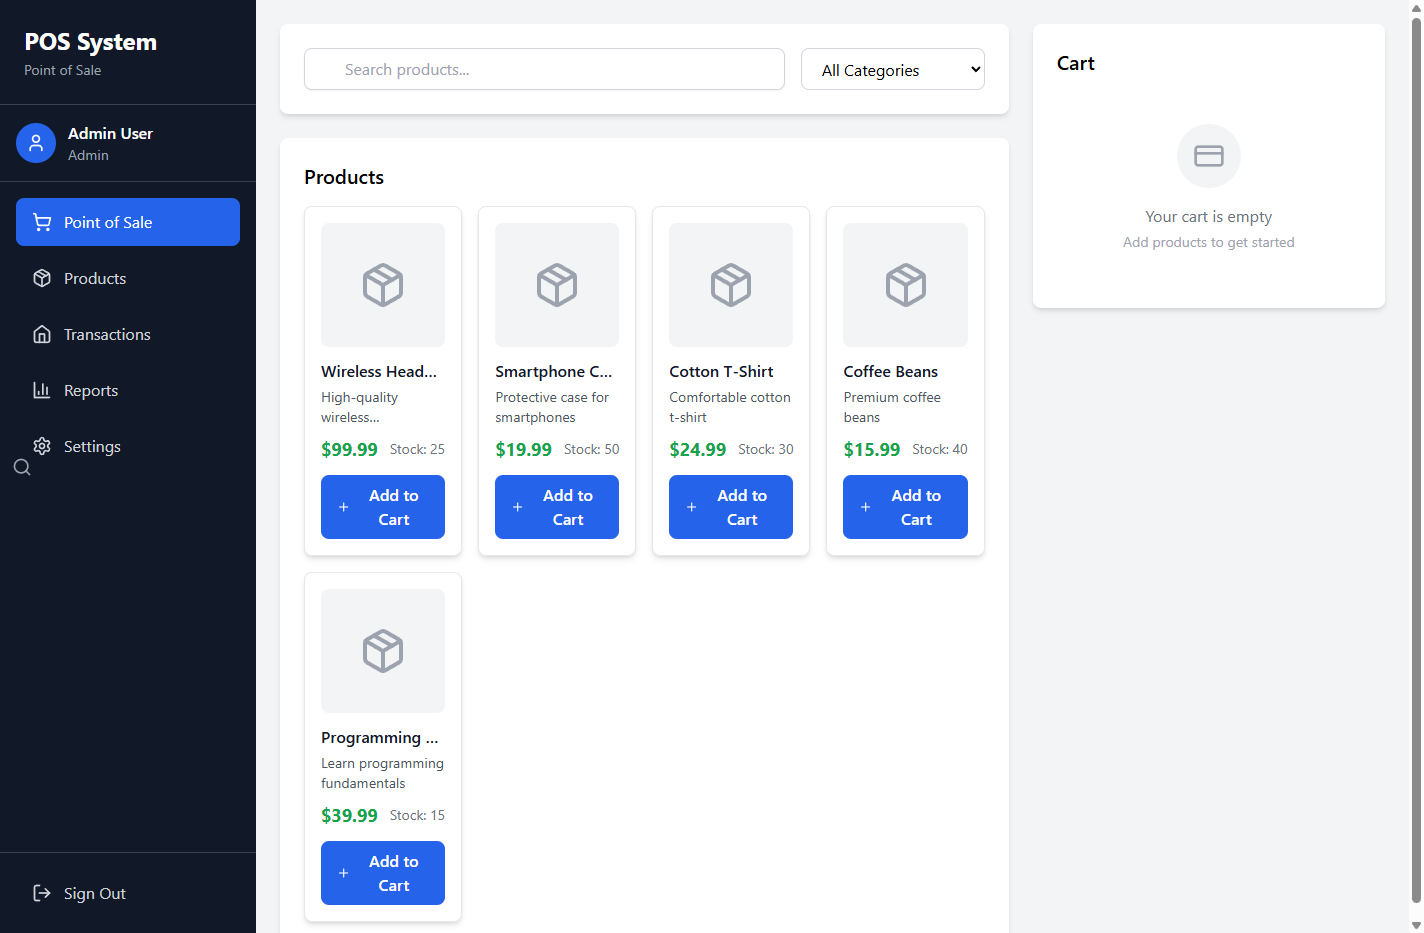 POS System
Point of Sale
Admin User
Admin
Point of Sale
Products
Transactions
Reports
Settings
Sign Out
Search products...
All Categories
Products
Wireless Head...
High-quality
wireless...
$99.99 Stock: 25
Add to
Cart
Smartphone C...
Protective case for
smartphones
$19.99 Stock: 50
Add to
Cart
Cotton T-Shirt
Comfortable cotton
t-shirt
$24.99 Stock: 30
Add to
Cart
Coffee Beans
Premium coffee
beans
$15.99 Stock: 40
Add to
Cart
Programming ...
Learn programming
fundamentals
$39.99 Stock: 15
Add to
Cart
Cart
Your cart is empty
Add products to get started